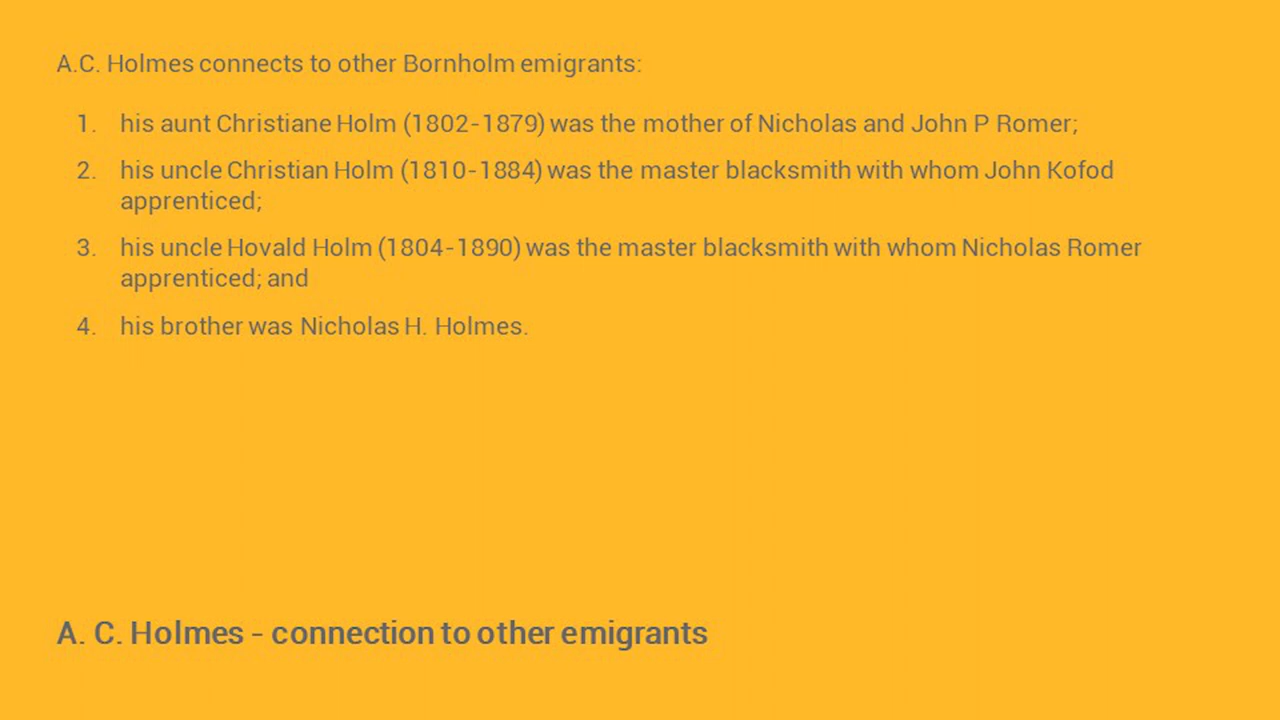 A.C. Holmes connects to other Bornholm emigrants:
1. his aunt Christiane Holm (1802-1879) was the mother of Nicholas and John P Romer;
2. his uncle Christian Holm (1810-1884) was the master blacksmith with whom John Kofod
apprenticed;
3. his uncle Hovald Holm (1804-1890) was the master blacksmith with whom Nicholas Romer
apprenticed; and
4. his brother was Nicholas H. Holmes.
A. C. Holmes - connection to other emigrants